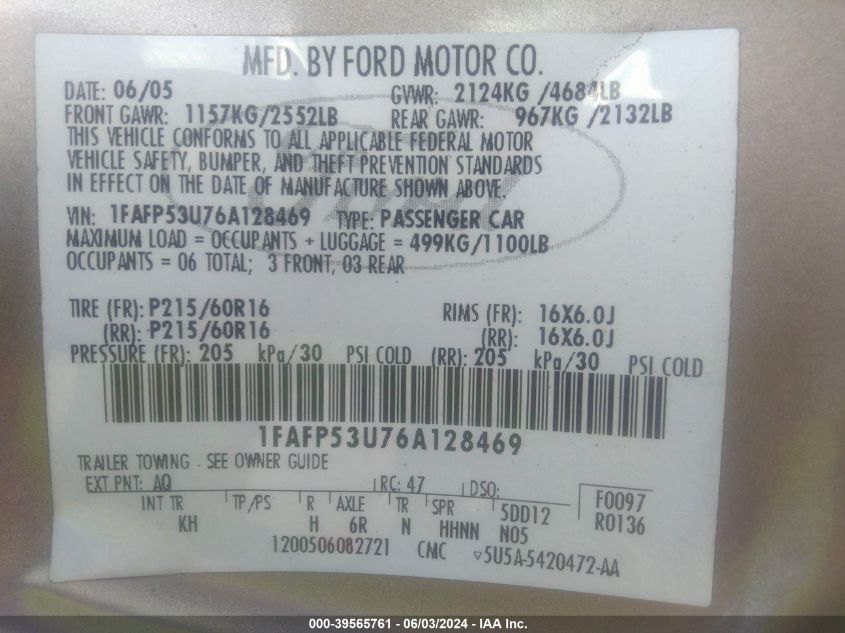 MFD. BY FORD MOTOR CO.
DATE: 06/05 GVWR: 2124KG /4684LB
FRONT GAWR: 1157KG/2552LB REAR GAWR: 967KG /2132LB
THIS VEHICLE CONFORMS TO ALL APPLICABLE FEDERAL MOTOR
VEHICLE SAFETY, BUMPER, AND THEFT PREVENTION STANDARDS
IN EFFECT ON THE DATE OF MANUFACTURE SHOWN ABOVE.
VIN: 1FAFP53U76A128469 TYPE: PASSENGER CAR
MAXIMUM LOAD = OCCUPANTS + LUGGAGE = 499KG/1100LB
OCCUPANTS = 06 TOTAL; 3 FRONT, 03 REAR
TIRE (FR): P215/60R16 RIMS (FR): 16X6.0J
(RR): P215/60R16 (RR): 16X6.0J
PRESSURE (FR): 205 kPa/30 PSI COLD (RR): 205 kPa/30 PSI COLD
1FAFP53U76A128469
TRAILER TOWING - SEE OWNER GUIDE
EXT PNT: AQ RC: 47 DSO: F0097
INT TR TP/PS R AXLE TR SPR 5DD12 R0136
KH H 6R N HHNN N05
1200506082721 CMC ▿5U5A-5420472-AA
000-39565761 - 06/03/2024 - IAA Inc.